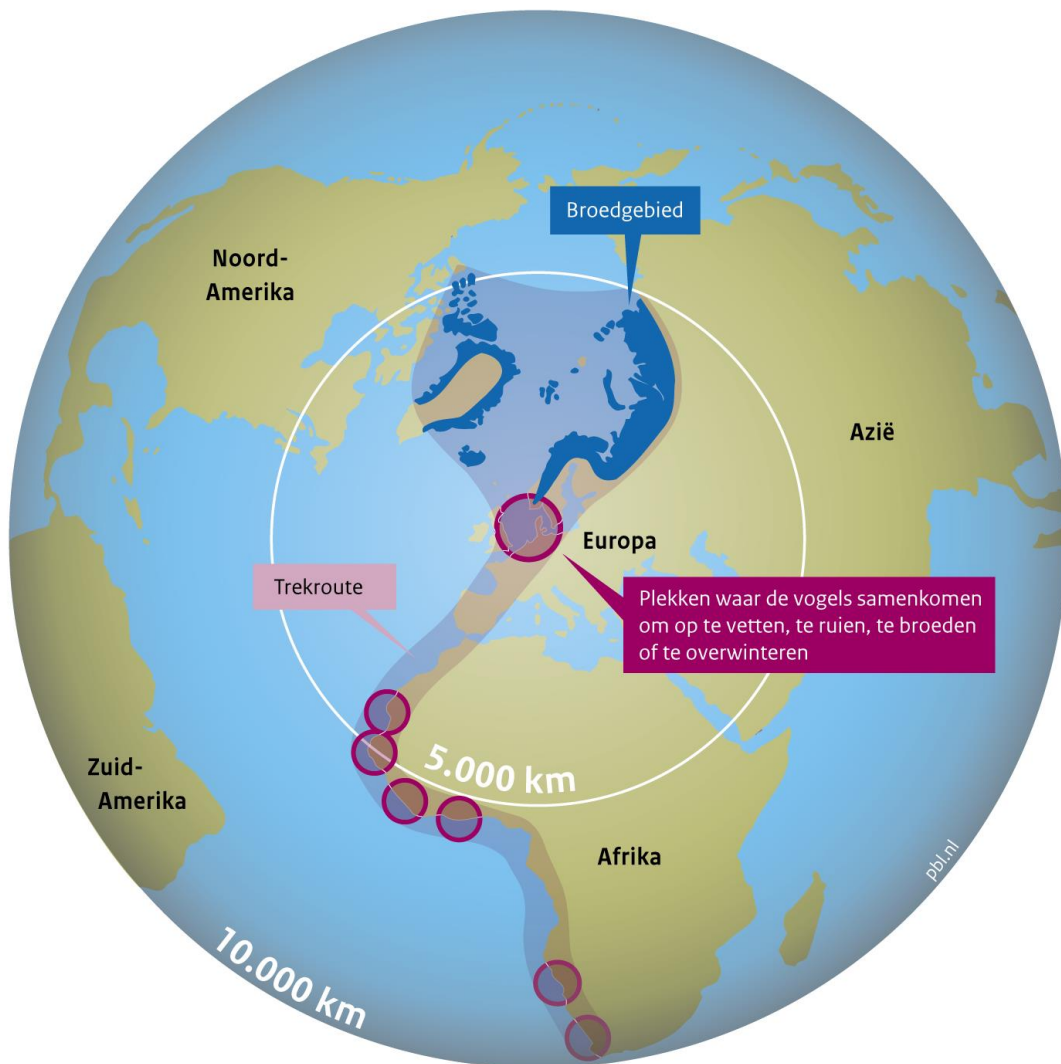 Broedgebied
Noord-
Amerika
Azië
Europa
Trekroute
Plekken waar de vogels samenkomen
om op te vetten, te ruien, te broeden
of te overwinteren
5.000 km
Zuid-
Amerika
Afrika
pbl.nl
10.000 km